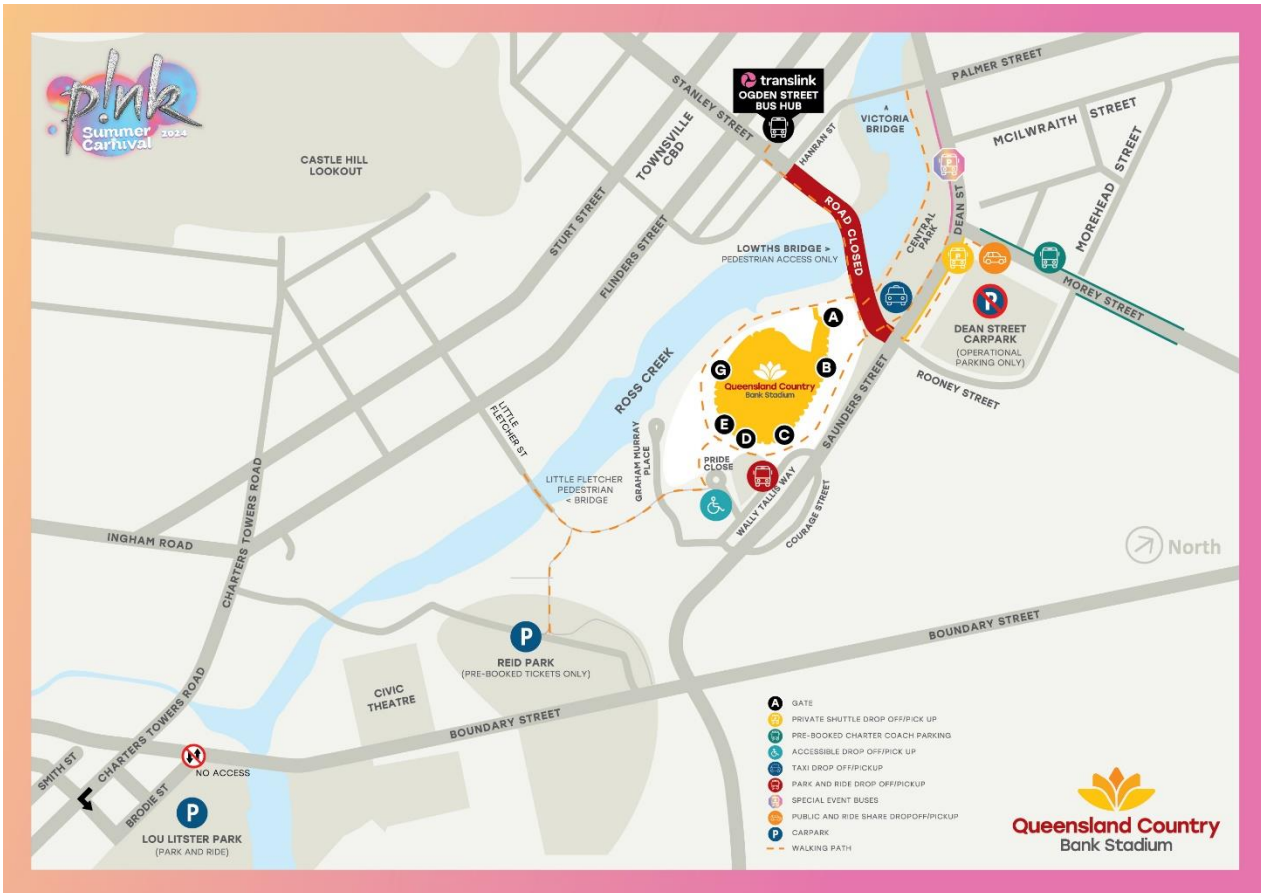 p!nk
Summer
Carnival
2024
CASTLE HILL
LOOKOUT
STANLEY STREET
translink
OGDEN STREET
BUS HUB
TOWNSVILLE
CBD
HANRAN ST
^
VICTORIA
BRIDGE
PALMER STREET
MCILWRAITH STREET
MOREHEAD STREET
P
DEAN ST
CENTRAL
PARK
ROAD CLOSED
STURT STREET
FLINDERS STREET
LOWTHS BRIDGE >
PEDESTRIAN ACCESS ONLY
P
MOREY STREET
P
DEAN STREET
CARPARK
(OPERATIONAL
PARKING ONLY)
ROONEY STREET
A
B
G
Queensland Country
Bank Stadium
E
D
C
SAUNDERS STREET
ROSS CREEK
LITTLE
FLETCHER ST
GRAHAM MURRAY
PLACE
PRIDE
CLOSE
LITTLE FLETCHER
PEDESTRIAN
< BRIDGE
WALLY TALLIS WAY
COURAGE STREET
INGHAM ROAD
CHARTERS TOWERS ROAD
North
BOUNDARY STREET
P
REID PARK
(PRE-BOOKED TICKETS ONLY)
CIVIC
THEATRE
BOUNDARY STREET
CHARTERS TOWERS ROAD
SMITH ST
BRODIE ST
NO ACCESS
P
LOU LITSTER PARK
(PARK AND RIDE)
A GATE
PRIVATE SHUTTLE DROP OFF/PICK UP
PRE-BOOKED CHARTER COACH PARKING
ACCESSIBLE DROP OFF/PICK UP
TAXI DROP OFF/PICKUP
PARK AND RIDE DROP OFF/PICKUP
SPECIAL EVENT BUSES
PUBLIC AND RIDE SHARE DROPOFF/PICKUP
P CARPARK
WALKING PATH
Queensland Country
Bank Stadium